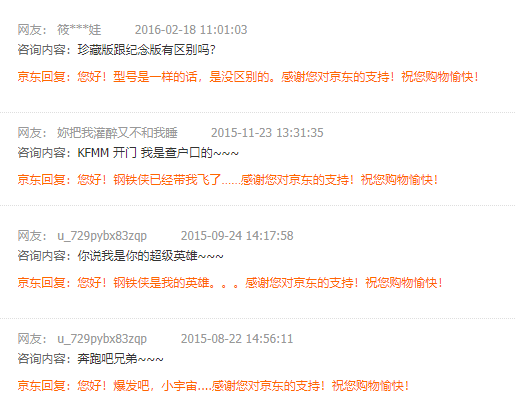 网友： 筱***娃 2016-02-18 11:01:03
咨询内容：珍藏版跟纪念版有区别吗?
京东回复：您好！型号是一样的话，是没区别的。感谢您对京东的支持！祝您购物愉快！
网友： 妳把我灌醉又不和我睡 2015-11-23 13:31:35
咨询内容：KFMM 开门 我是查户口的~~~
京东回复：您好！钢铁侠已经带我飞了……感谢您对京东的支持！祝您购物愉快！
网友： u_729pybx83zqp 2015-09-24 14:17:58
咨询内容：你说我是你的超级英雄~~~
京东回复：您好！钢铁侠是我的英雄。。。感谢您对京东的支持！祝您购物愉快！
网友： u_729pybx83zqp 2015-08-22 14:56:11
咨询内容：奔跑吧兄弟~~~
京东回复：您好！爆发吧，小宇宙....感谢您对京东的支持！祝您购物愉快！